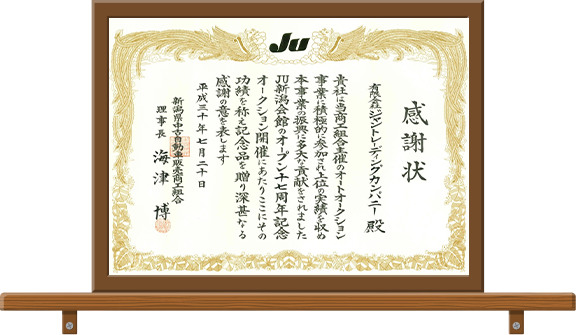 Ju
感謝状
有限会社ジャントレーディングカンパニー 殿
貴社は当商工組合主催のオートオークション
事業に積極的に参加され上位の実績を収め
本事業の振興に多大な貢献をされました
JU新潟会館のオープン十七周年記念
オークション開催にあたりここにその
功績を称え記念品を贈り深甚なる
感謝の意を表します
平成三十年七月二十日
新潟県中古自動車販売商工組合
理事長 海津 博